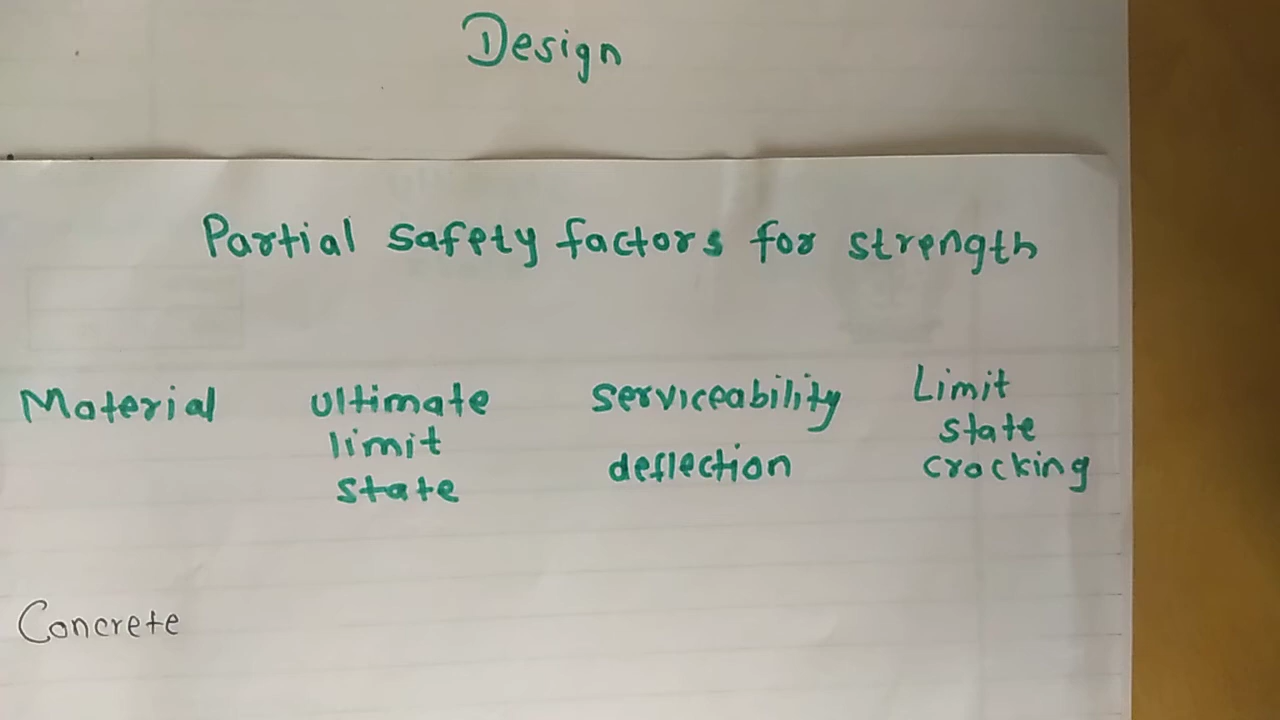 Design
Partial safety factors for strength
Material
ultimate
limit
state
serviceability
deflection
Limit
state
cracking
Concrete